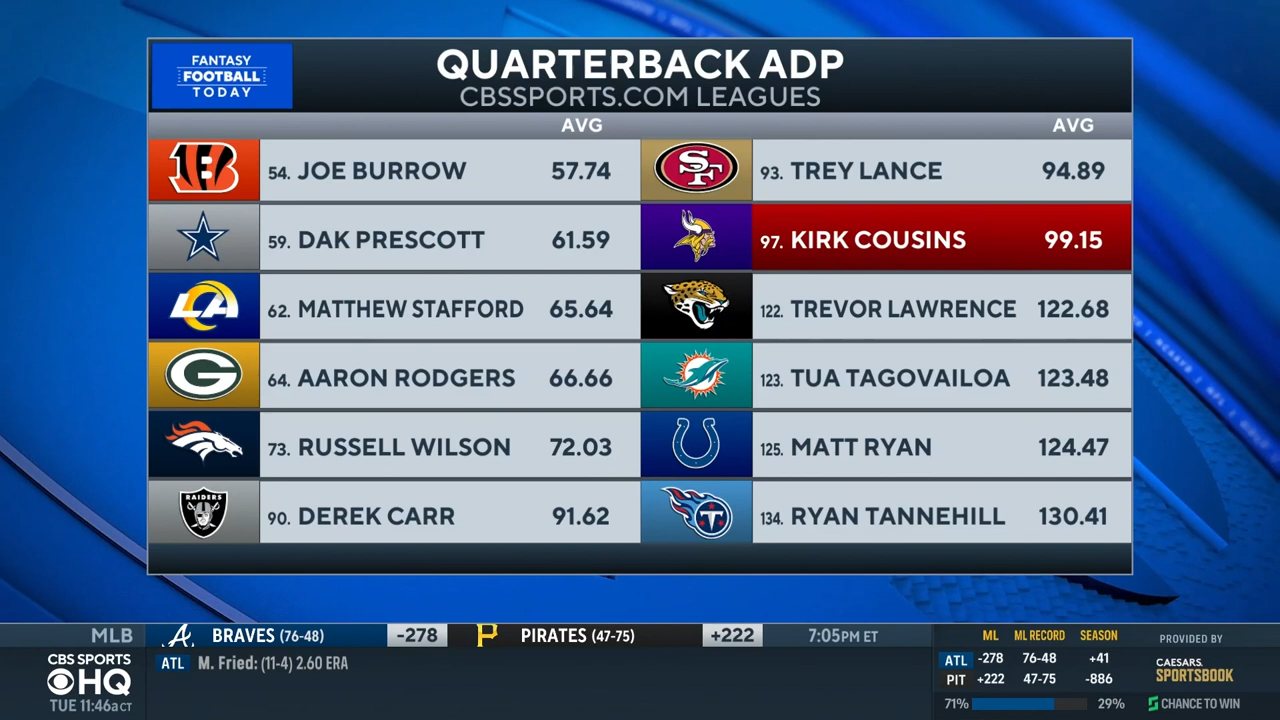 FANTASY
FOOTBALL
TODAY
QUARTERBACK ADP
CBSSPORTS.COM LEAGUES
AVG
AVG
54. JOE BURROW 57.74
93. TREY LANCE 94.89
59. DAK PRESCOTT 61.59
97. KIRK COUSINS 99.15
62. MATTHEW STAFFORD 65.64
122. TREVOR LAWRENCE 122.68
64. AARON RODGERS 66.66
123. TUA TAGOVAILOA 123.48
73. RUSSELL WILSON 72.03
125. MATT RYAN 124.47
RAIDERS
90. DEREK CARR 91.62
134. RYAN TANNEHILL 130.41
MLB BRAVES (76-48) -278 PIRATES (47-75) +222 7:05PM ET
CBS SPORTS
HQ
TUE 11:46A CT
ATL M. Fried: (11-4) 2.60 ERA
ML ML RECORD SEASON
ATL -278 76-48 +41
PIT +222 47-75 -886
71% 29%
PROVIDED BY
CAESARS
SPORTSBOOK
CHANCE TO WIN